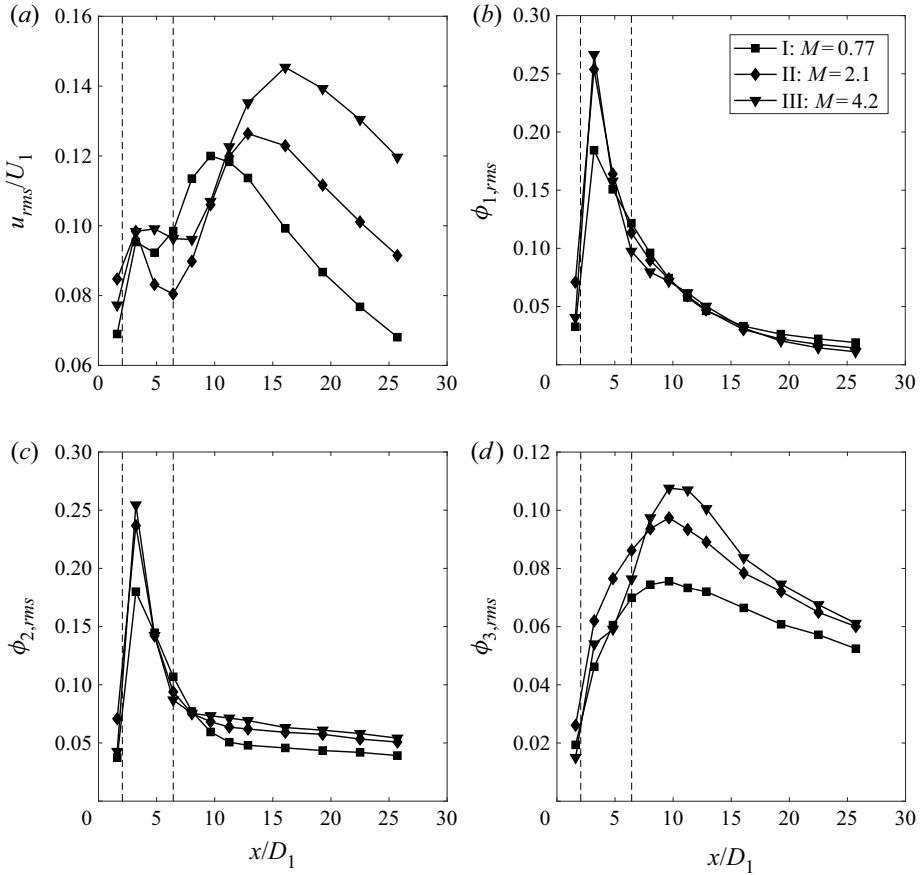 (a)
0.16
0.14
0.12
0.10
0.08
0.06
u_rms/U_1
0 5 10 15 20 25 30
(b)
0.30
0.25
0.20
0.15
0.10
0.05
ϕ_1,rms
0 5 10 15 20 25 30
I: M = 0.77
II: M = 2.1
III: M = 4.2
(c)
0.30
0.25
0.20
0.15
0.10
0.05
ϕ_2,rms
0 5 10 15 20 25 30
x/D_1
(d)
0.12
0.10
0.08
0.06
0.04
0.02
ϕ_3,rms
0 5 10 15 20 25 30
x/D_1